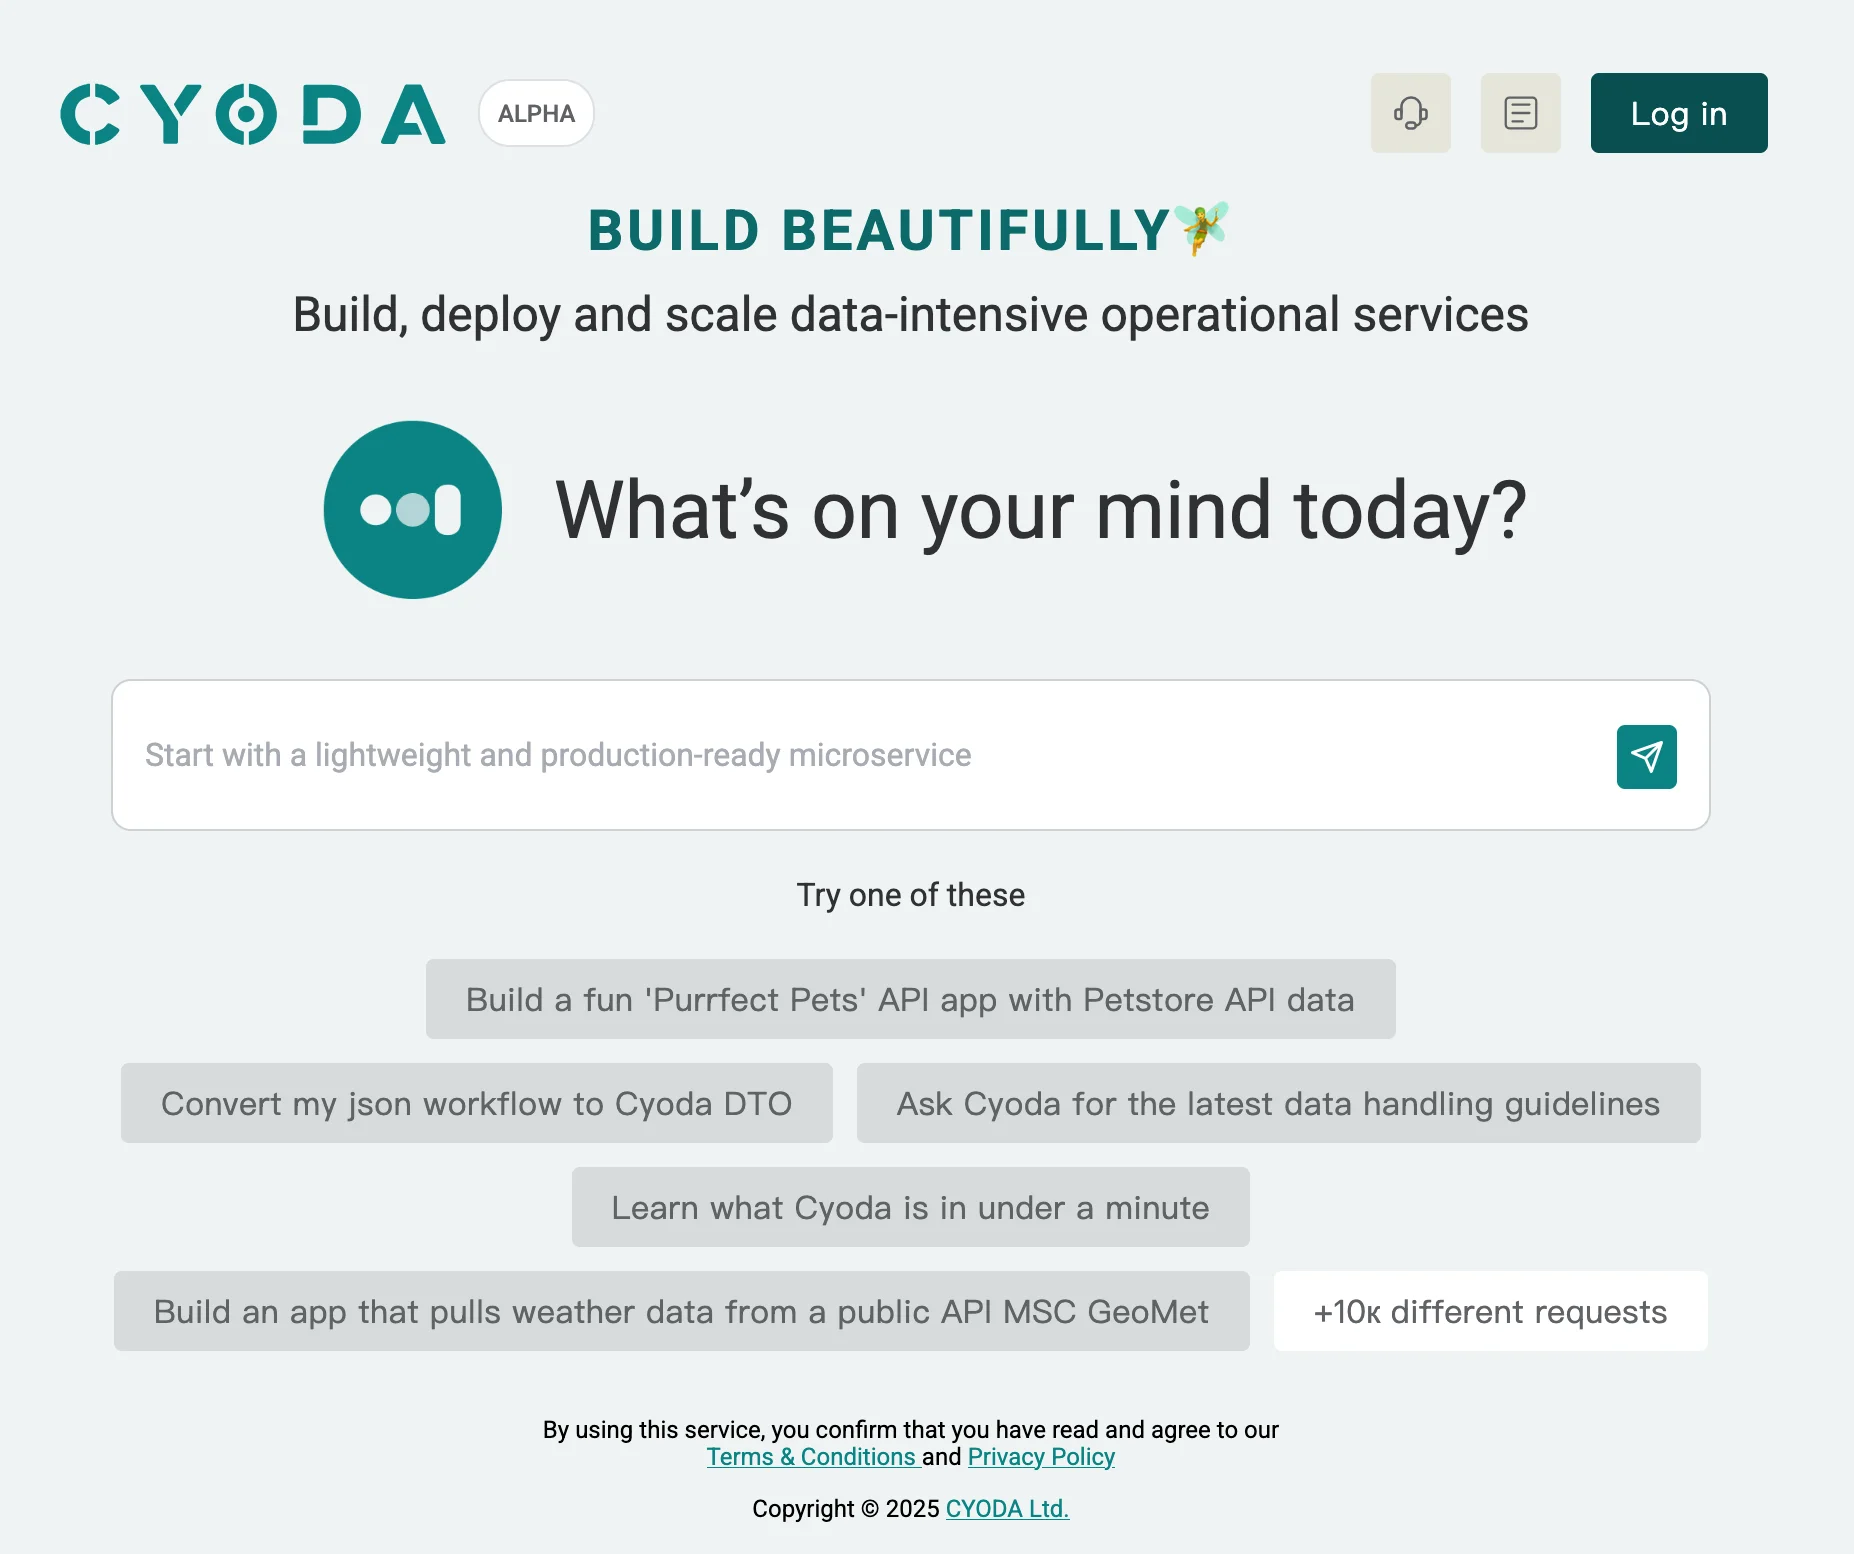 CYODA
ALPHA
Log in
BUILD BEAUTIFULLY🧚
Build, deploy and scale data-intensive operational services
What’s on your mind today?
Start with a lightweight and production-ready microservice
Try one of these
Build a fun 'Purrfect Pets' API app with Petstore API data
Convert my json workflow to Cyoda DTO
Ask Cyoda for the latest data handling guidelines
Learn what Cyoda is in under a minute
Build an app that pulls weather data from a public API MSC GeoMet
+10к different requests
By using this service, you confirm that you have read and agree to our
Terms & Conditions and Privacy Policy
Copyright © 2025 CYODA Ltd.